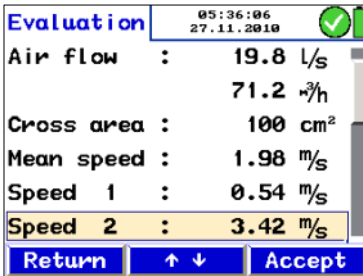 Evaluation 05:36:06
27.11.2010
Air flow : 19.8 l/s
71.2 m³/h
Cross area : 100 cm²
Mean speed : 1.98 m/s
Speed 1 : 0.54 m/s
Speed 2 : 3.42 m/s
Return ↑ ↓ Accept